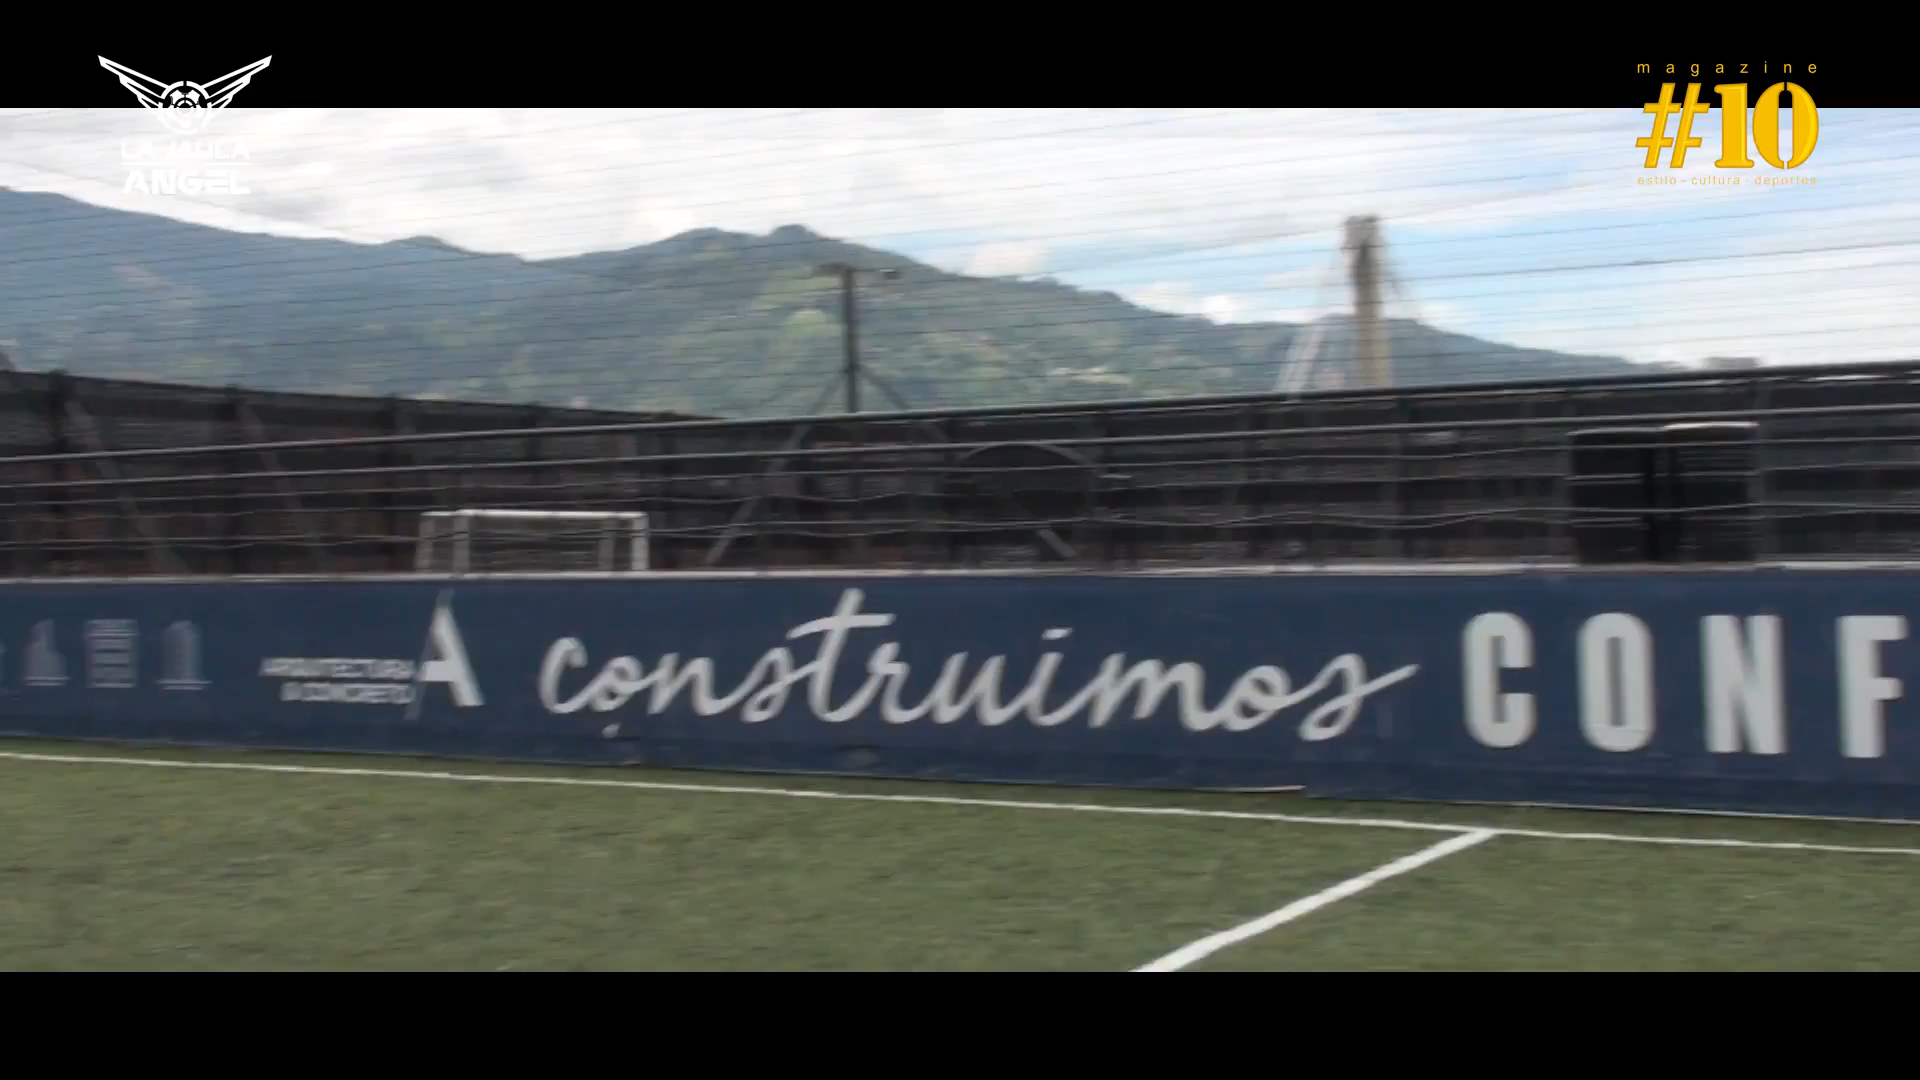 LA JAULA
ANGEL
magazine
#10
estilo - cultura - deportes
ARQUITECTURA
& CONCRETO
construimos CONF